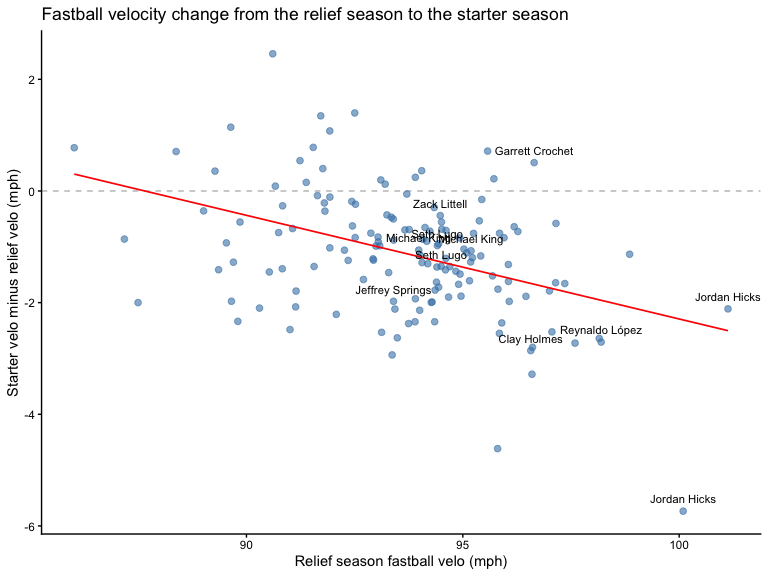 Fastball velocity change from the relief season to the starter season
2
Garrett Crochet
0
Zack Littell
Seth Lugo
Michael King
Michael King
Seth Lugo
Starter velo minus relief velo (mph)
Jeffrey Springs
-2
Jordan Hicks
Reynaldo López
Clay Holmes
-4
Jordan Hicks
-6
90
95
100
Relief season fastball velo (mph)